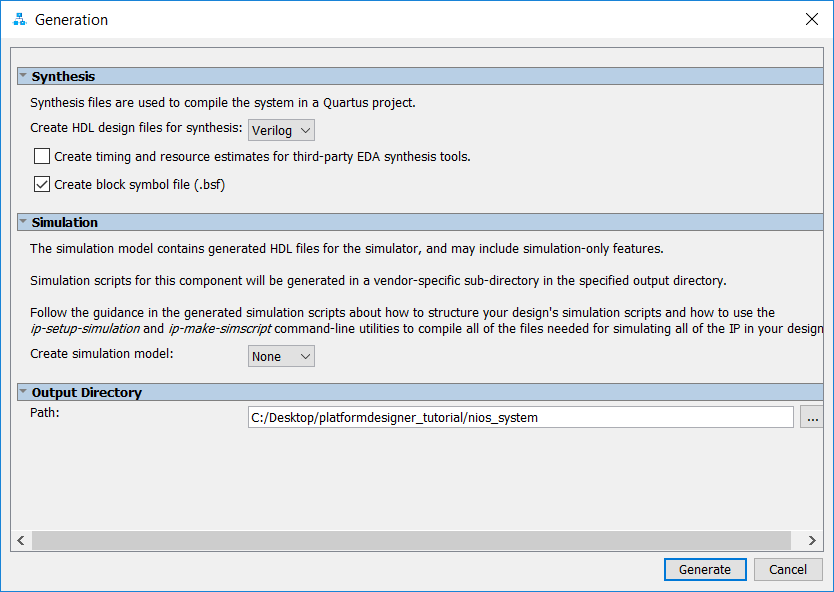 Generation
Synthesis
Synthesis files are used to compile the system in a Quartus project.
Create HDL design files for synthesis: Verilog
Create timing and resource estimates for third-party EDA synthesis tools.
Create block symbol file (.bsf)
Simulation
The simulation model contains generated HDL files for the simulator, and may include simulation-only features.
Simulation scripts for this component will be generated in a vendor-specific sub-directory in the specified output directory.
Follow the guidance in the generated simulation scripts about how to structure your design's simulation scripts and how to use the
ip-setup-simulation and ip-make-simscript command-line utilities to compile all of the files needed for simulating all of the IP in your design
Create simulation model: None
Output Directory
Path: C:/Desktop/platformdesigner_tutorial/nios_system ...
Generate Cancel